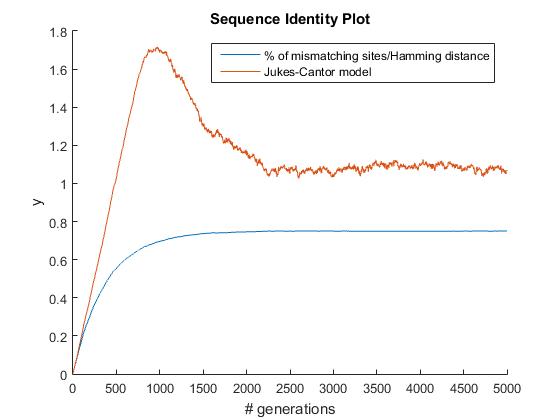 Sequence Identity Plot
% of mismatching sites/Hamming distance
Jukes-Cantor model
y
1.8
1.6
1.4
1.2
1
0.8
0.6
0.4
0.2
0
0 500 1000 1500 2000 2500 3000 3500 4000 4500 5000
# generations